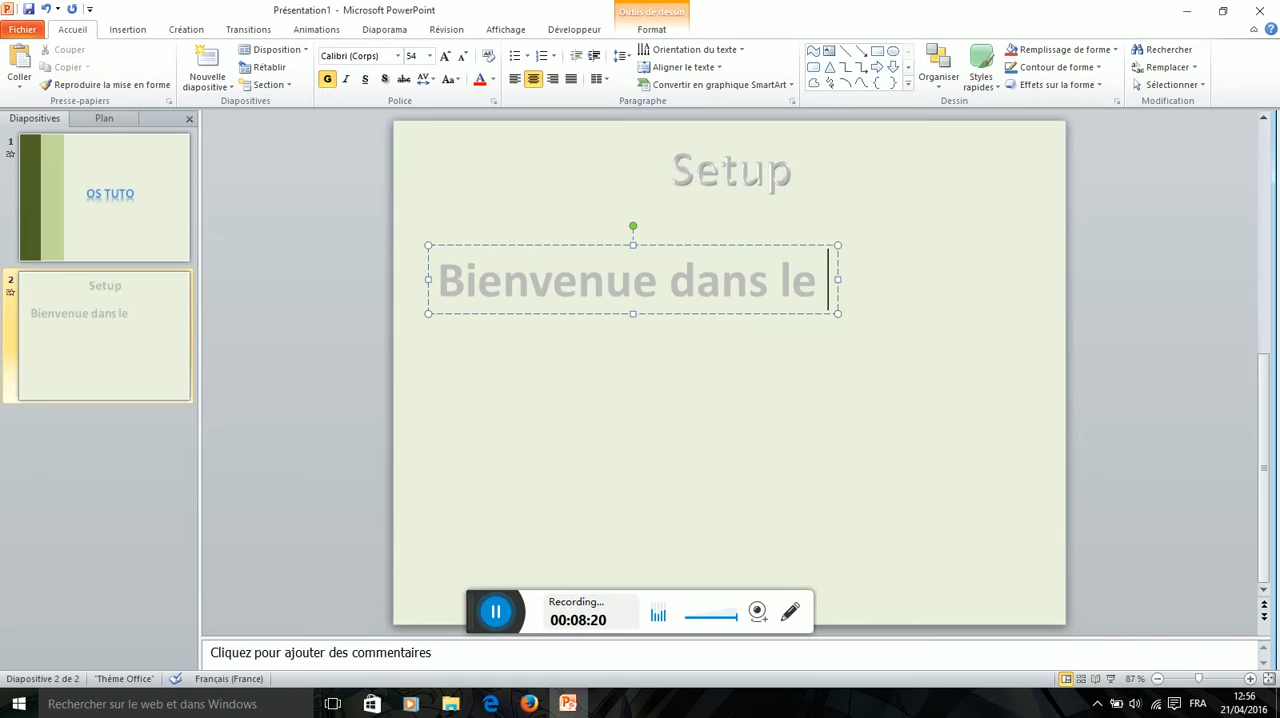 Présentation1 - Microsoft PowerPoint
Outils de dessin
Fichier
Accueil
Insertion
Création
Transitions
Animations
Diaporama
Révision
Affichage
Développeur
Format
Coller
Couper
Copier
Reproduire la mise en forme
Presse-papiers
Nouvelle diapositive
Disposition
Rétablir
Section
Diapositives
Calibri (Corps)
54
G I S S abc AV Aa A
Police
Orientation du texte
Aligner le texte
Convertir en graphique SmartArt
Paragraphe
Organiser
Styles rapides
Remplissage de forme
Contour de forme
Effets sur la forme
Dessin
Rechercher
Remplacer
Sélectionner
Modification
Diapositives
Plan
1
OS TUTO
2
Setup
Bienvenue dans le
Setup
Bienvenue dans le
Recording...
00:08:20
Cliquez pour ajouter des commentaires
Diapositive 2 de 2
"Thème Office"
Français (France)
87 %
Rechercher sur le web et dans Windows
FRA
12:56
21/04/2016